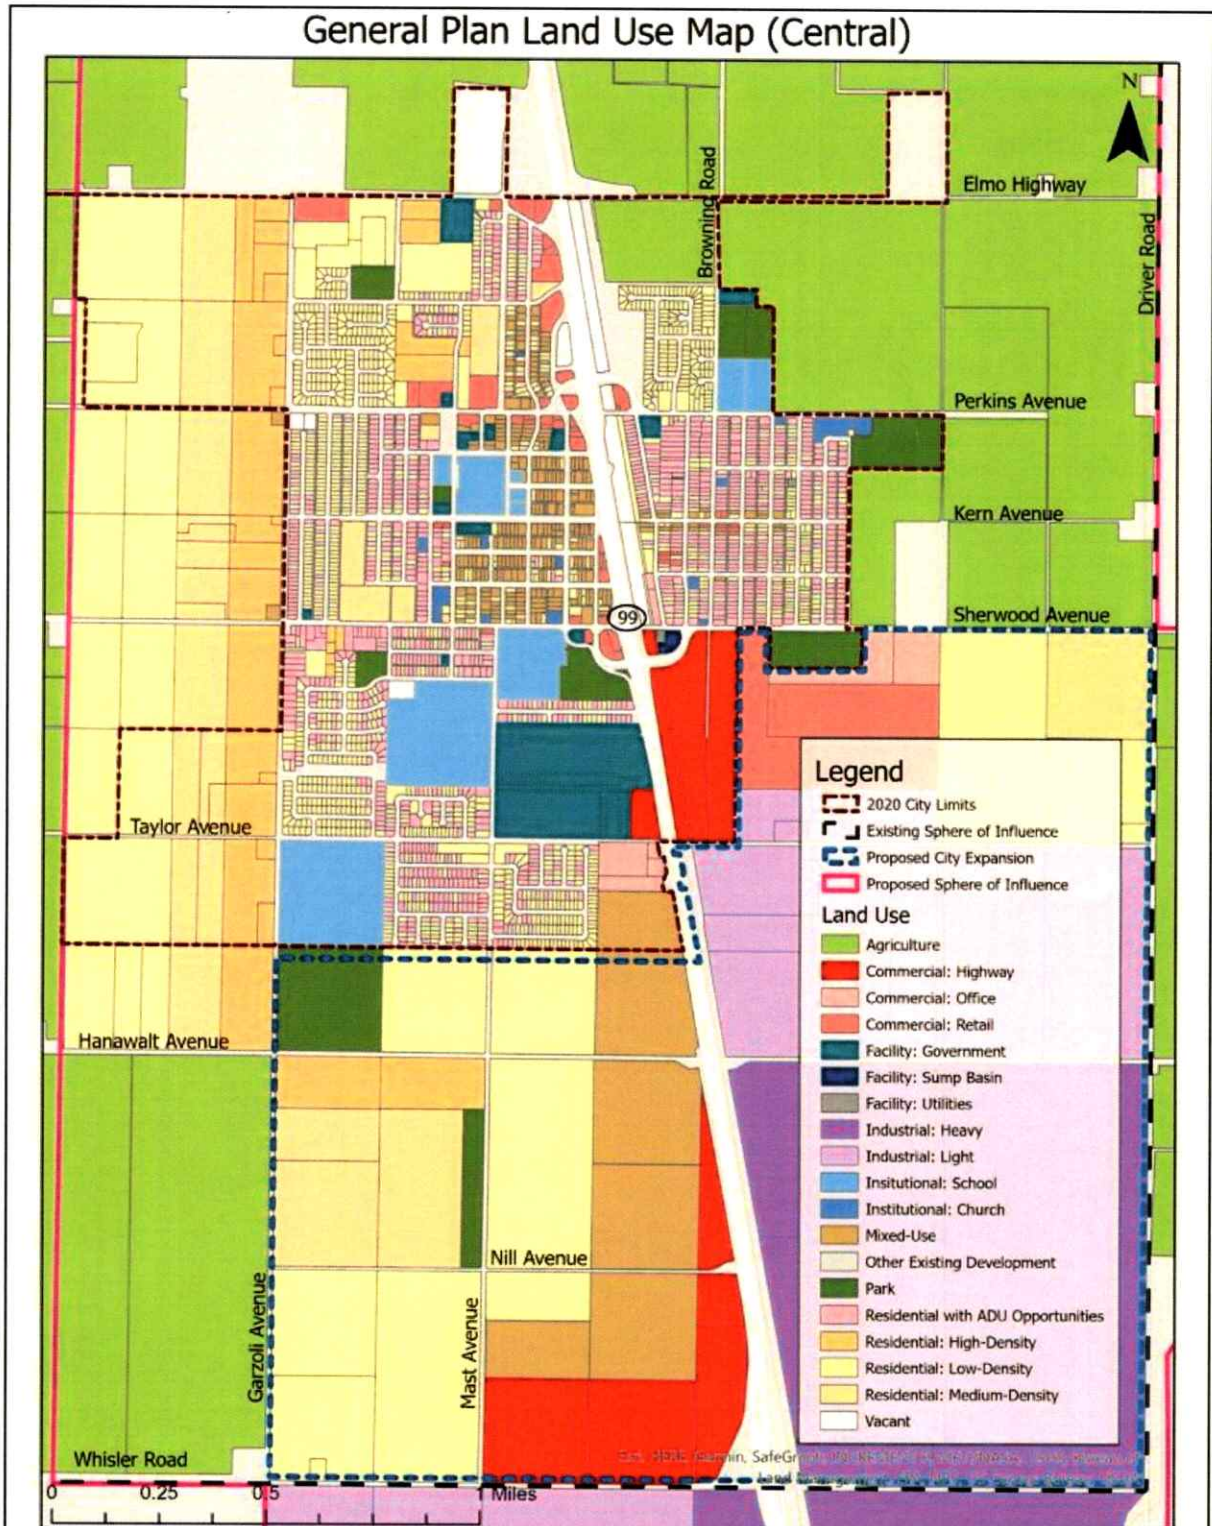 General Plan Land Use Map (Central)
N
Browning Road
Elmo Highway
Driver Road
Perkins Avenue
Kern Avenue
99
Sherwood Avenue
Legend
2020 City Limits
Existing Sphere of Influence
Proposed City Expansion
Proposed Sphere of Influence
Land Use
Agriculture
Commercial: Highway
Commercial: Office
Commercial: Retail
Facility: Government
Facility: Sump Basin
Facility: Utilities
Industrial: Heavy
Industrial: Light
Insitutional: School
Institutional: Church
Mixed-Use
Other Existing Development
Park
Residential with ADU Opportunities
Residential: High-Density
Residential: Low-Density
Residential: Medium-Density
Vacant
Taylor Avenue
Hanawalt Avenue
Nill Avenue
Garzoli Avenue
Mast Avenue
Whisler Road
0 0.25 0.5 1 Miles